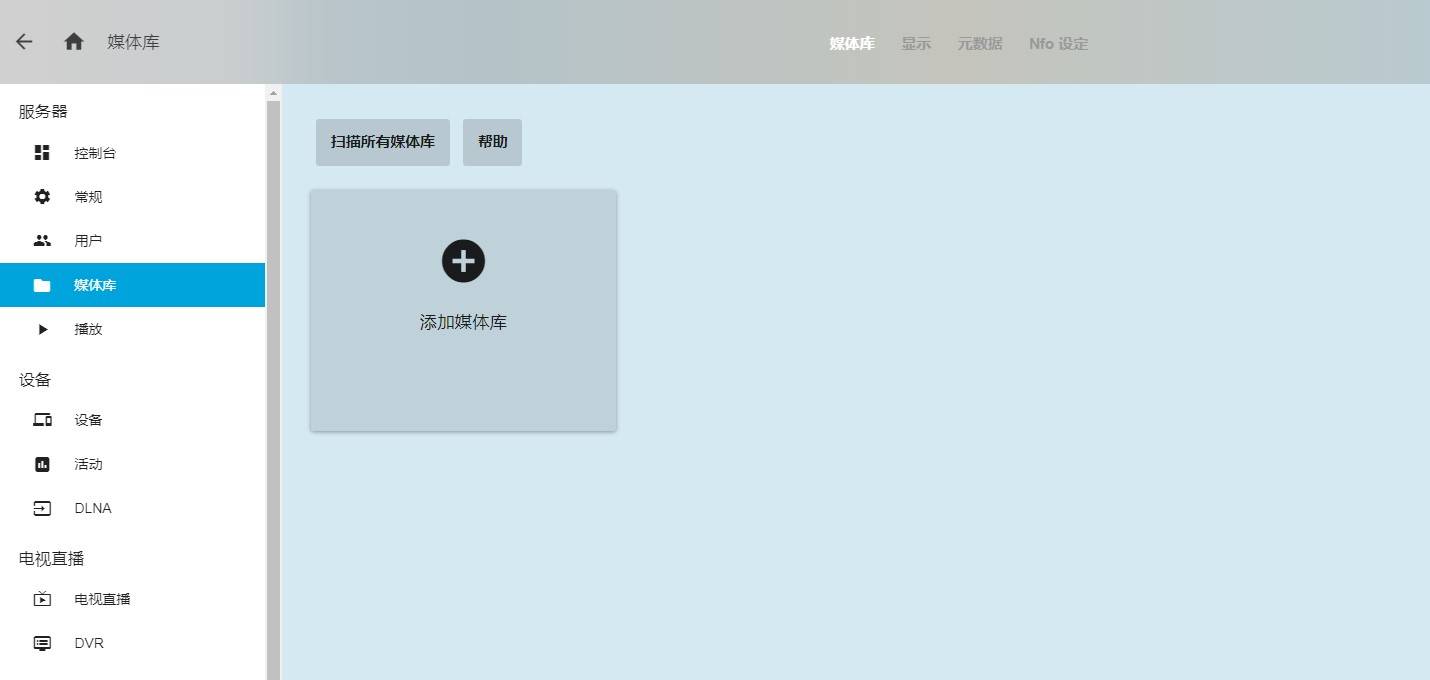 媒体库
媒体库 显示 元数据 Nfo 设定
服务器
控制台
常规
用户
媒体库
播放
设备
设备
活动
DLNA
电视直播
电视直播
DVR
扫描所有媒体库 帮助
添加媒体库